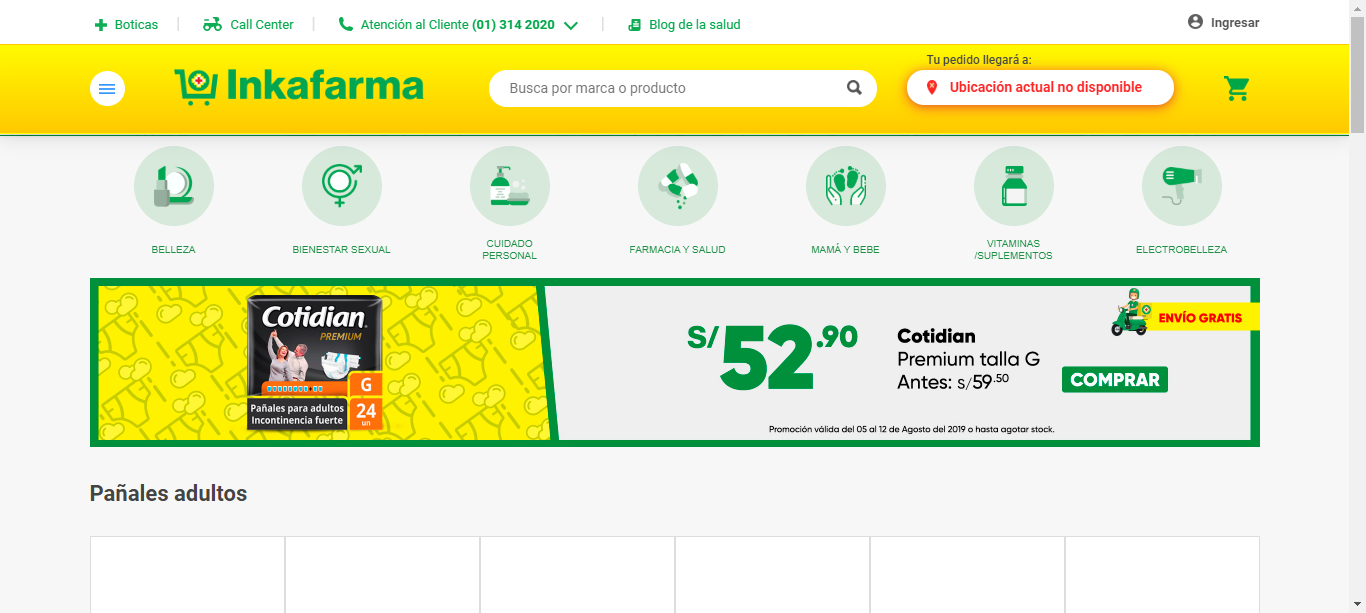 Boticas
Call Center
Atención al Cliente (01) 314 2020
Blog de la salud
Ingresar
Inkafarma
Busca por marca o producto
Tu pedido llegará a:
Ubicación actual no disponible
BELLEZA
BIENESTAR SEXUAL
CUIDADO
PERSONAL
FARMACIA Y SALUD
MAMÁ Y BEBE
VITAMINAS
/SUPLEMENTOS
ELECTROBELLEZA
Cotidian
PREMIUM
G
Pañales para adultos
Incontinencia fuerte
24
un
S/52.90
Cotidian
Premium talla G
Antes: s/59.50
ENVÍO GRATIS
COMPRAR
Promoción válida del 05 al 12 de Agosto del 2019 o hasta agotar stock.
Pañales adultos